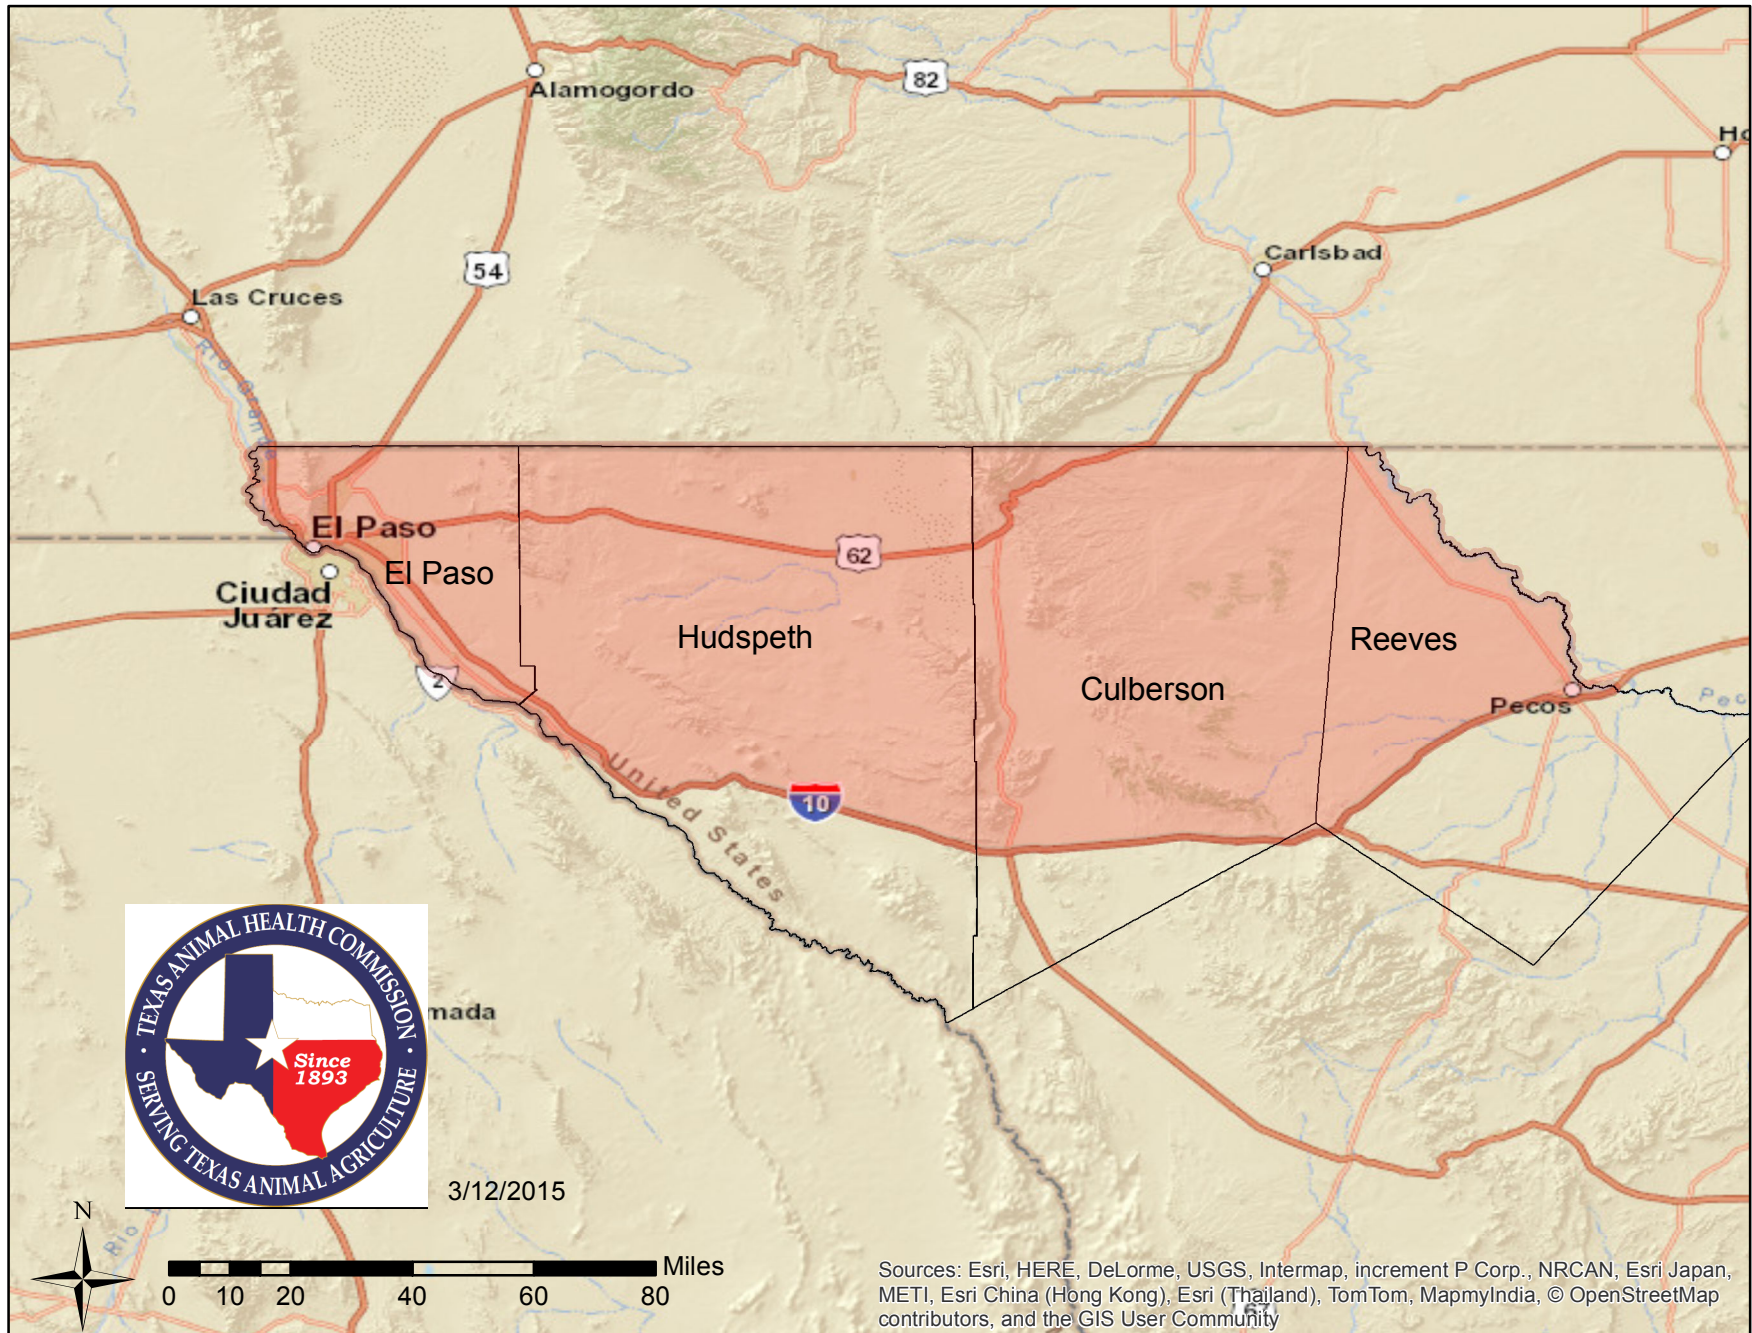 Alamogordo
82
Ho
54
Carlsbad
Las Cruces
Rio Grande
El Paso
62
El Paso
Ciudad
Juárez
Hudspeth
Reeves
2
Culberson
Pecos
Pec
United States
10
TEXAS ANIMAL HEALTH COMMISSION
Since
1893
SERVING TEXAS ANIMAL AGRICULTURE
mada
3/12/2015
N
Rio
Miles
0 10 20 40 60 80
67
Sources: Esri, HERE, DeLorme, USGS, Intermap, increment P Corp., NRCAN, Esri Japan,
METI, Esri China (Hong Kong), Esri (Thailand), TomTom, MapmyIndia, © OpenStreetMap
contributors, and the GIS User Community